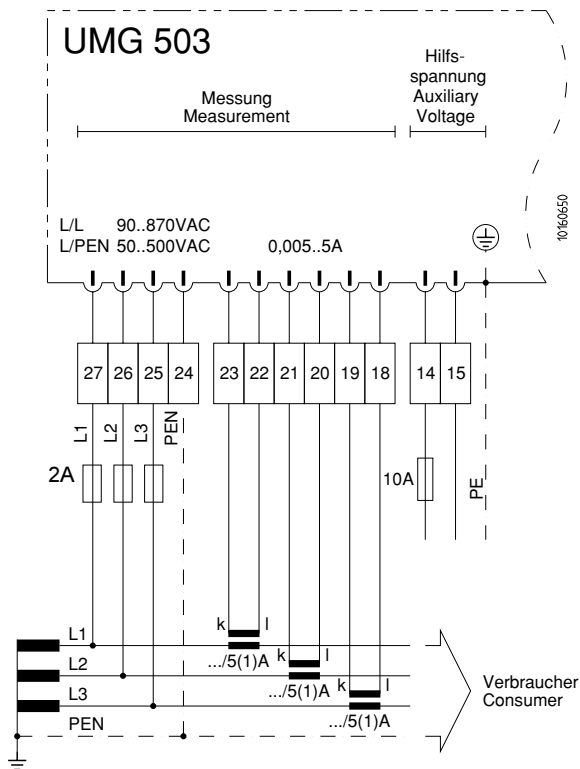 UMG 503
Hilfs-
spannung
Auxiliary
Voltage
Messung
Measurement
L/L 90..870VAC
L/PEN 50..500VAC 0,005..5A
10160650
27 26 25 24 23 22 21 20 19 18 14 15
L1 L2 L3 PEN
2A 10A PE
L1 k l
.../5(1)A
L2 k l
.../5(1)A
L3 k l
.../5(1)A
PEN
Verbraucher
Consumer